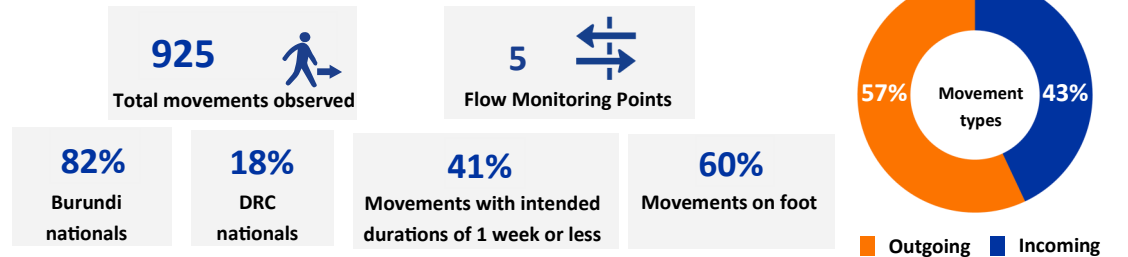 925
Total movements observed
5
Flow Monitoring Points
82%
Burundi
nationals
18%
DRC
nationals
41%
Movements with intended
durations of 1 week or less
60%
Movements on foot
57%
Movement
types
43%
Outgoing
Incoming